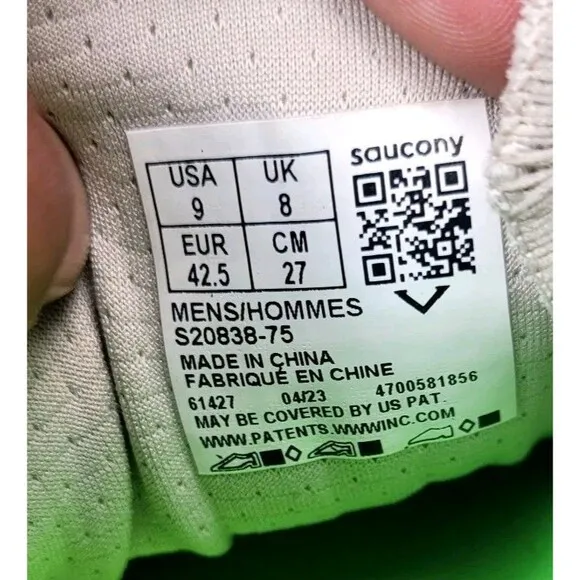 saucony
USA UK
9 8
EUR CM
42.5 27
MENS/HOMMES
S20838-75
MADE IN CHINA
FABRIQUÉ EN CHINE
61427 04/23 4700581856
MAY BE COVERED BY US PAT.
WWW.PATENTS.WWWINC.COM